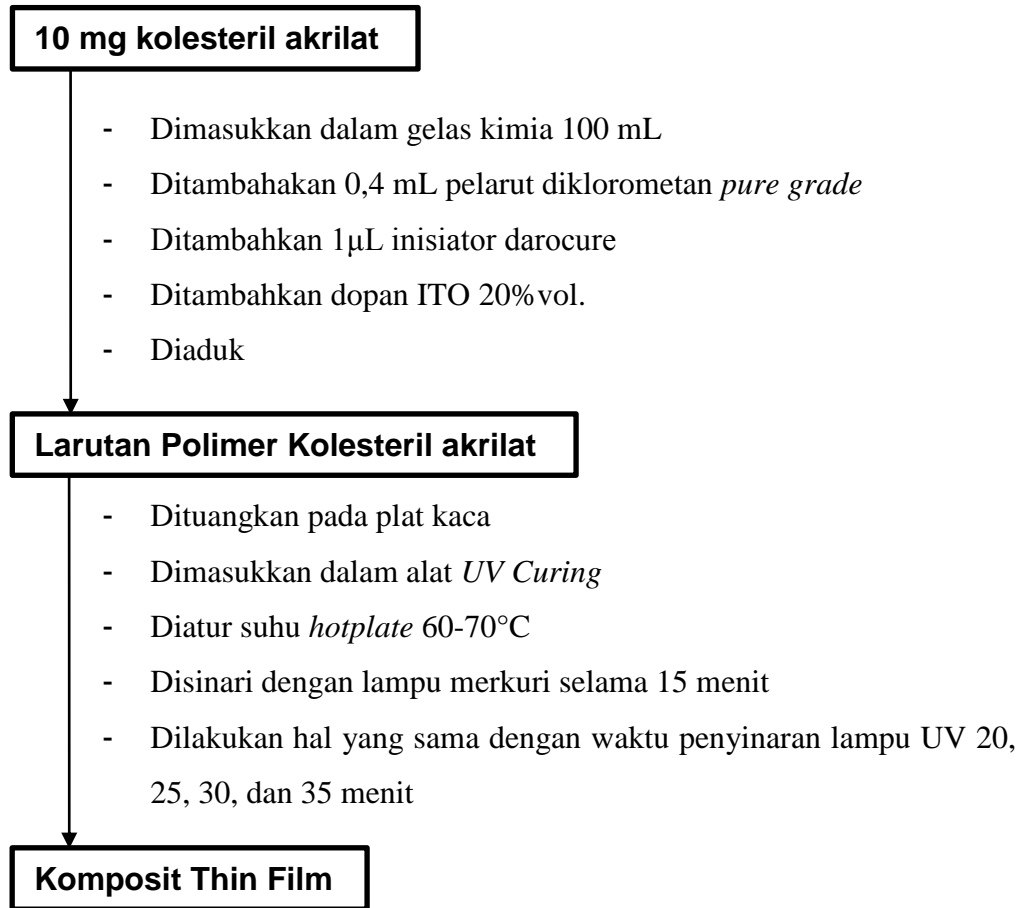 10 mg kolesteril akrilat
- Dimasukkan dalam gelas kimia 100 mL
- Ditambahakan 0,4 mL pelarut diklorometan pure grade
- Ditambahkan 1μL inisiator darocure
- Ditambahkan dopan ITO 20%vol.
- Diaduk
Larutan Polimer Kolesteril akrilat
- Dituangkan pada plat kaca
- Dimasukkan dalam alat UV Curing
- Diatur suhu hotplate 60-70°C
- Disinari dengan lampu merkuri selama 15 menit
- Dilakukan hal yang sama dengan waktu penyinaran lampu UV 20,
25, 30, dan 35 menit
Komposit Thin Film